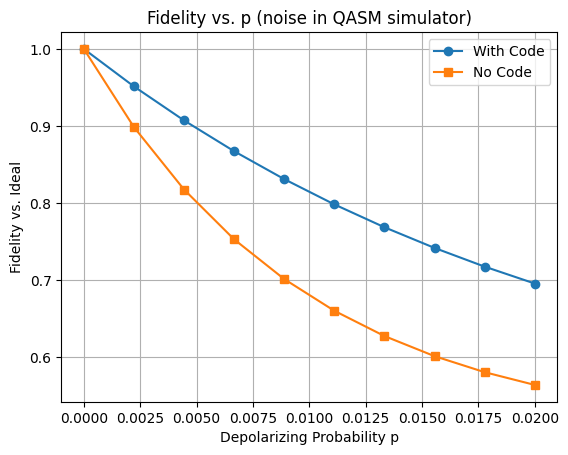 Fidelity vs. p (noise in QASM simulator)
With Code
No Code
Fidelity vs. Ideal
1.0
0.9
0.8
0.7
0.6
0.0000 0.0025 0.0050 0.0075 0.0100 0.0125 0.0150 0.0175 0.0200
Depolarizing Probability p